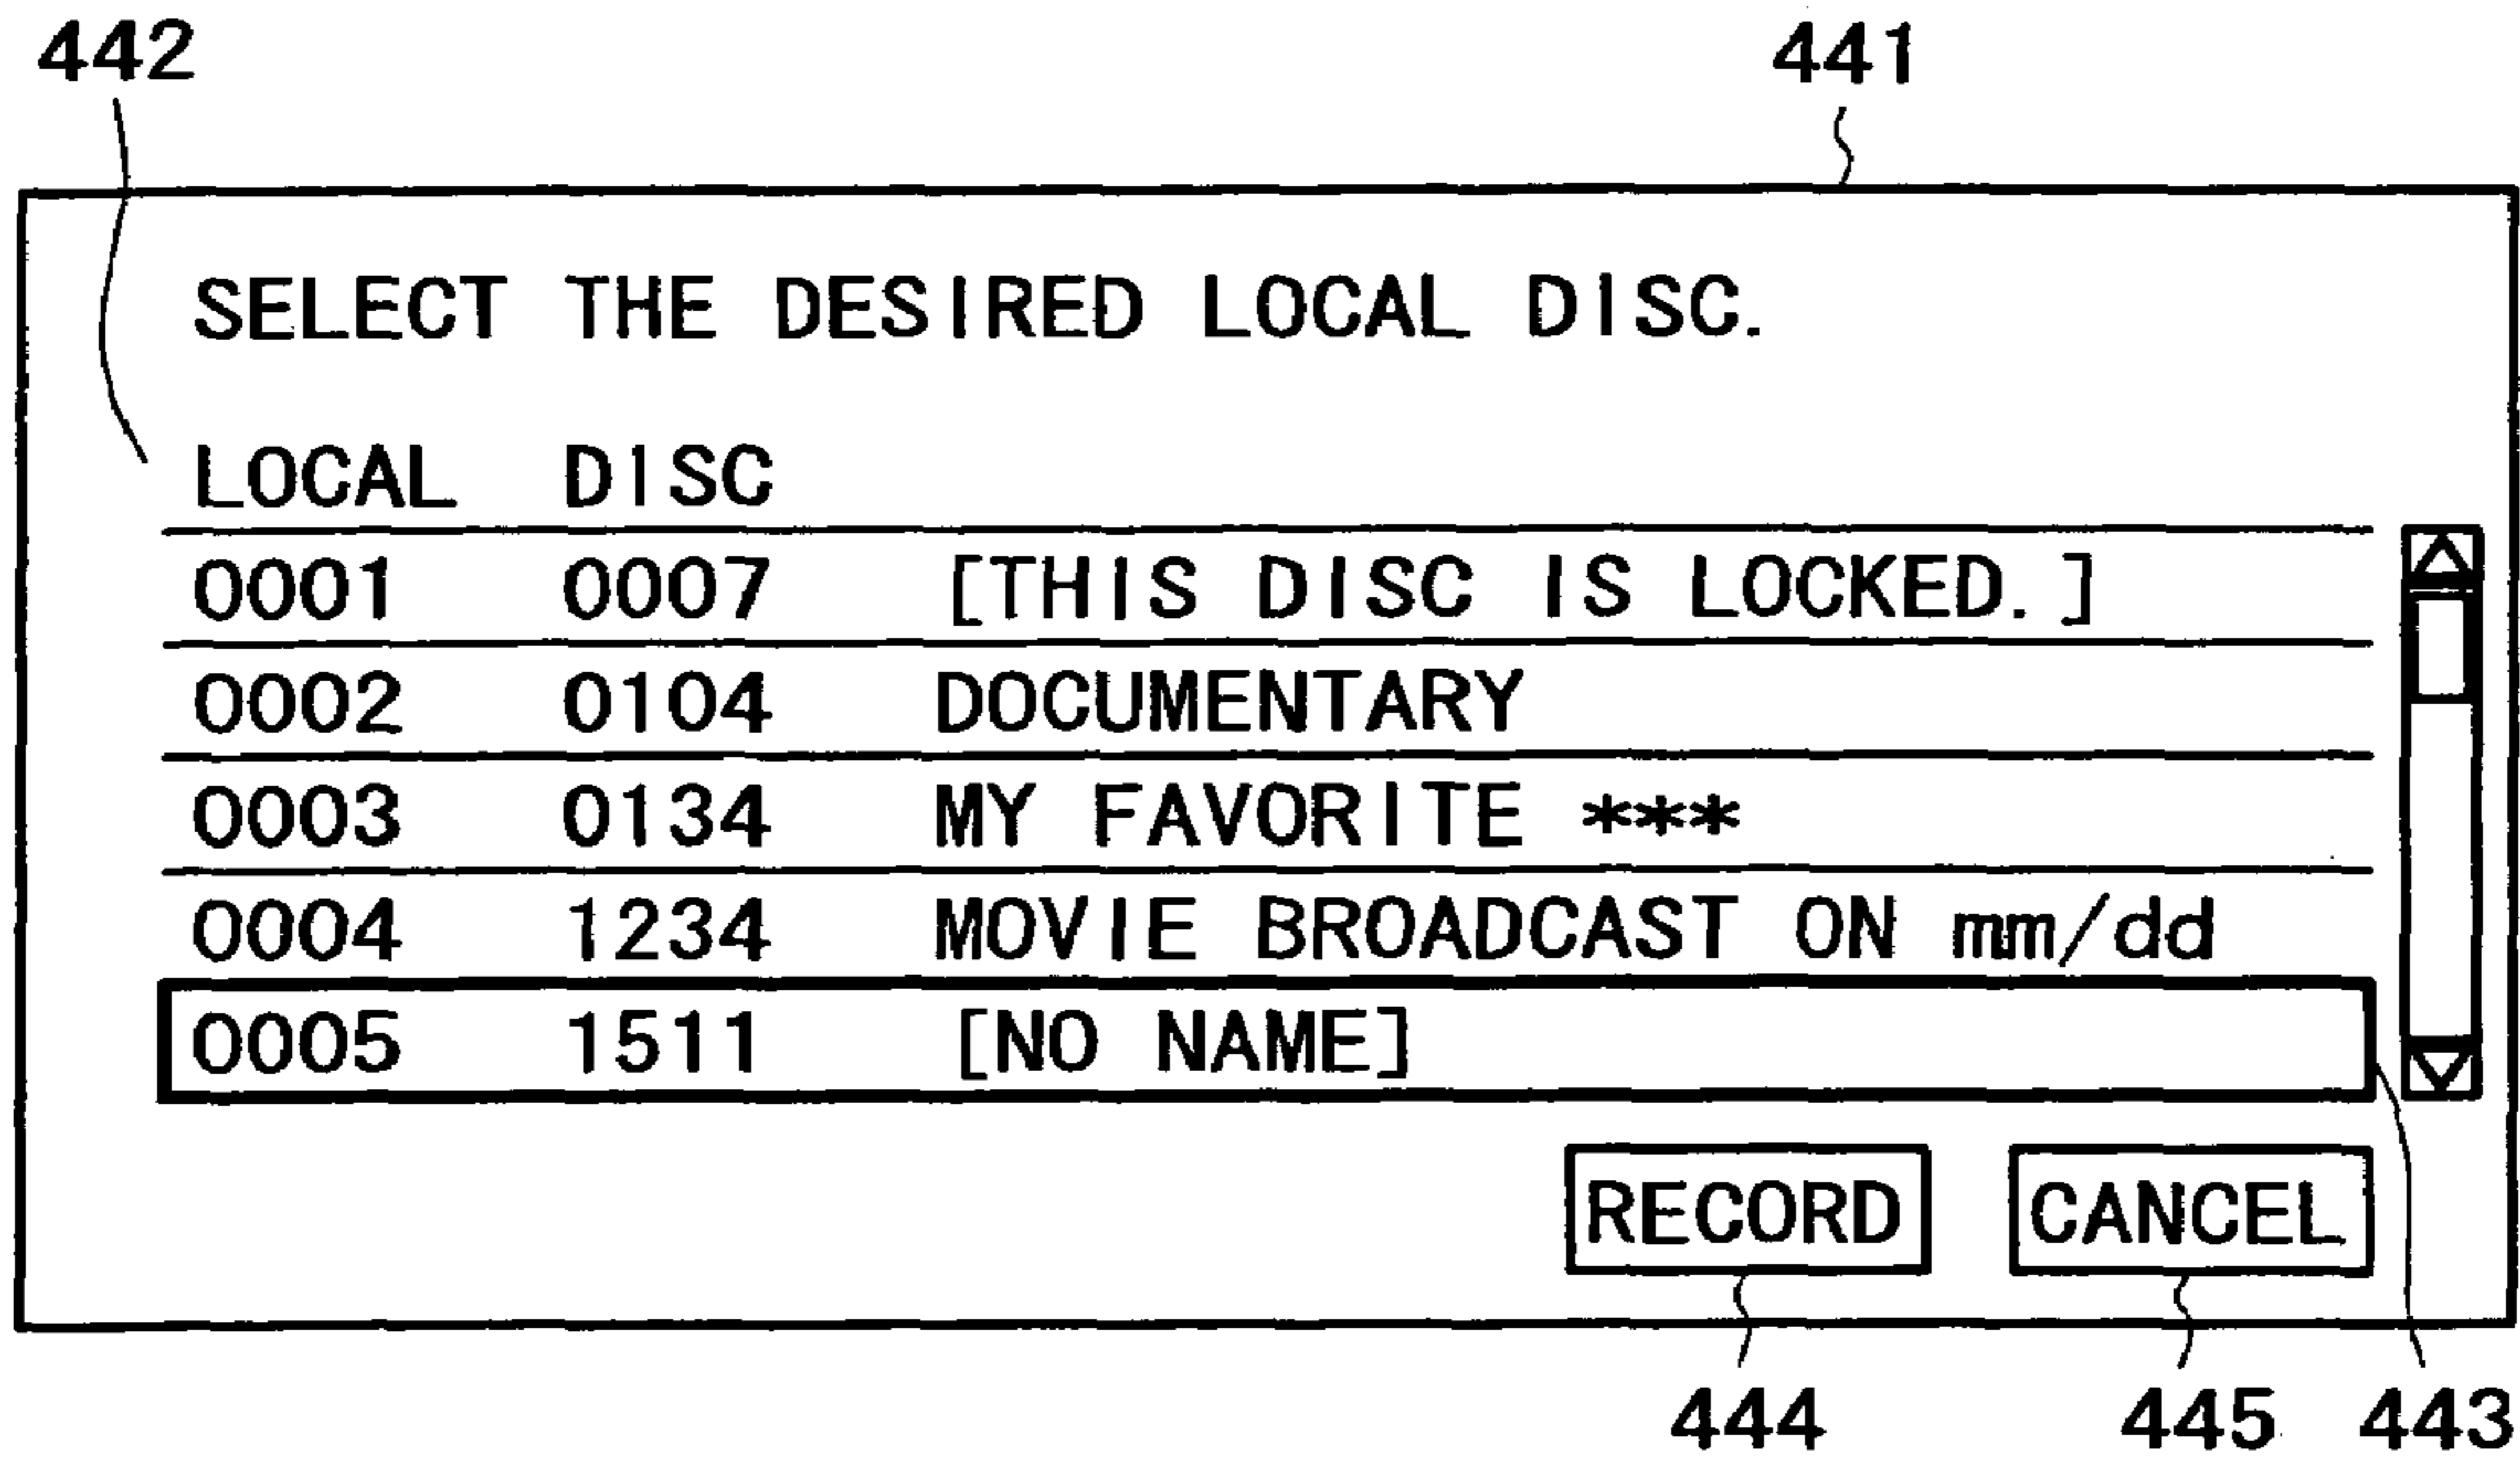 442 441
SELECT THE DESIRED LOCAL DISC.
LOCAL DISC
0001 0007 [THIS DISC IS LOCKED.]
0002 0104 DOCUMENTARY
0003 0134 MY FAVORITE ***
0004 1234 MOVIE BROADCAST ON mm/dd
0005 1511 [NO NAME]
RECORD CANCEL
444 445 443